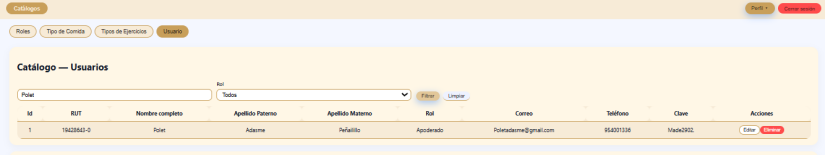 Catálogos
Perfil
Cerrar sesión
Roles Tipo de Comida Tipos de Ejercicios Usuario
Catálogo — Usuarios
Rol
Polet Todos Filtrar Limpiar
Id RUT Nombre completo Apellido Paterno Apellido Materno Rol Correo Teléfono Clave Acciones
1 19428643-0 Polet Adasme Peñailillo Apoderado Poletadasme@gmail.com 954001336 Made2902. Editar Eliminar